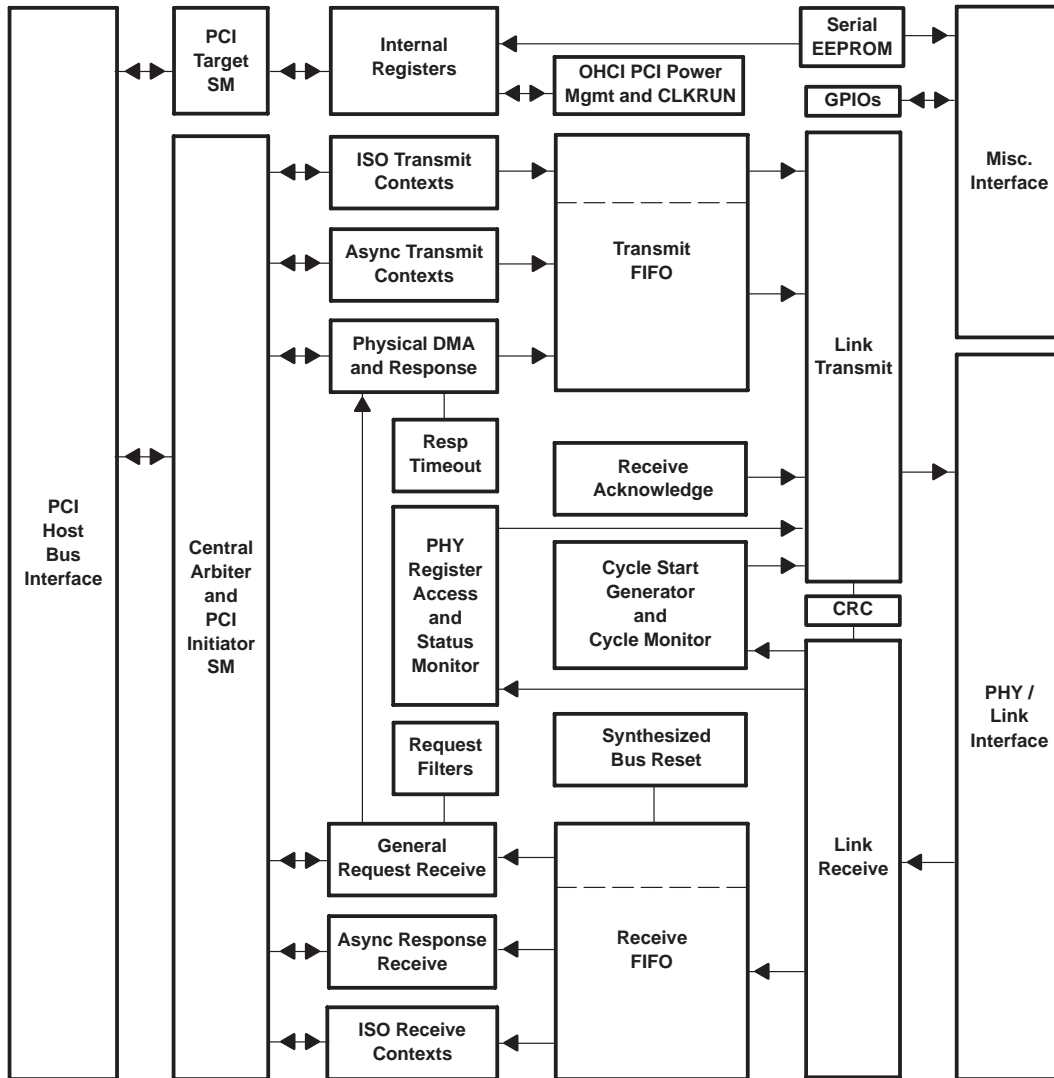 PCI
Target
SM
Internal
Registers
Serial
EEPROM
OHCI PCI Power
Mgmt and CLKRUN
GPIOs
Misc.
Interface
ISO Transmit
Contexts
Async Transmit
Contexts
Transmit
FIFO
Physical DMA
and Response
Link
Transmit
Resp
Timeout
Receive
Acknowledge
PCI
Host
Bus
Interface
Central
Arbiter
and
PCI
Initiator
SM
PHY
Register
Access
and
Status
Monitor
Cycle Start
Generator
and
Cycle Monitor
CRC
PHY /
Link
Interface
Request
Filters
Synthesized
Bus Reset
General
Request Receive
Link
Receive
Async Response
Receive
Receive
FIFO
ISO Receive
Contexts